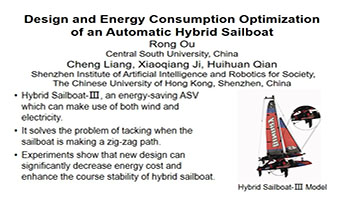 Design and Energy Consumption Optimization
of an Automatic Hybrid Sailboat
Rong Ou
Central South University, China
Cheng Liang, Xiaoqiang Ji, Huihuan Qian
Shenzhen Institute of Artificial Intelligence and Robotics for Society,
The Chinese University of Hong Kong, Shenzhen, China
• Hybrid Sailboat-Ⅲ, an energy-saving ASV
which can make use of both wind and
electricity.
• It solves the problem of tacking when the
sailboat is making a zig-zag path.
• Experiments show that new design can
significantly decrease energy cost and
enhance the course stability of hybrid sailboat.
Hybrid Sailboat-Ⅲ Model